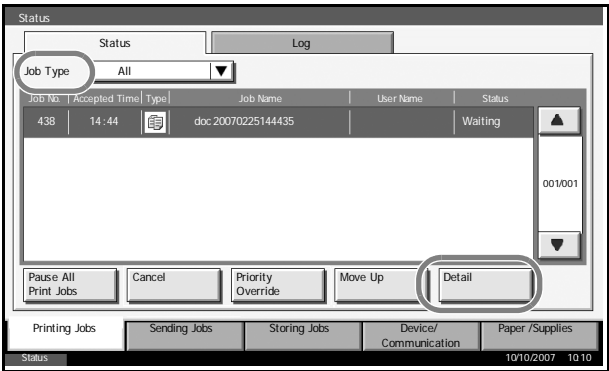 Status
Status Log
Job Type All
Job No. Accepted Time Type Job Name User Name Status
438 14:44 doc 20070225144435 Waiting
001/001
Pause All Print Jobs Cancel Priority Override Move Up Detail
Printing Jobs Sending Jobs Storing Jobs Device/ Communication Paper /Supplies
Status 10/10/2007 10:10